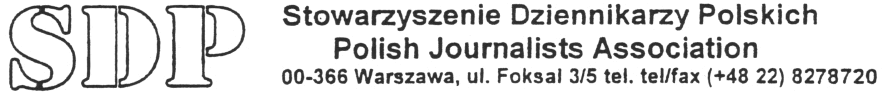 SDP
Stowarzyszenie Dziennikarzy Polskich
Polish Journalists Association
00-366 Warszawa, ul. Foksal 3/5 tel. tel/fax (+48 22) 8278720